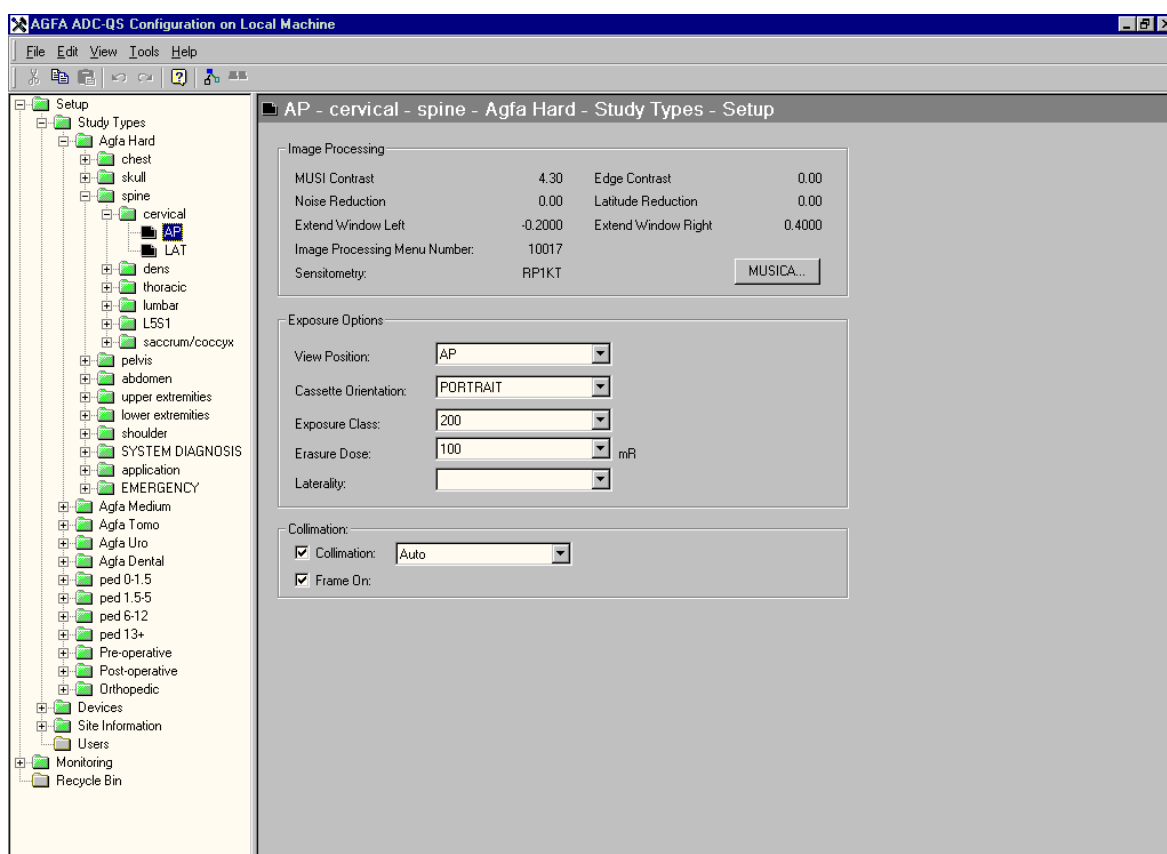 AGFA ADC-QS Configuration on Local Machine
File Edit View Tools Help
Setup
Study Types
Agfa Hard
chest
skull
spine
cervical
AP
LAT
dens
thoracic
lumbar
L5S1
saccrum/coccyx
pelvis
abdomen
upper extremities
lower extremities
shoulder
SYSTEM DIAGNOSIS
application
EMERGENCY
Agfa Medium
Agfa Tomo
Agfa Uro
Agfa Dental
ped 0-1.5
ped 1.5-5
ped 6-12
ped 13+
Pre-operative
Post-operative
Orthopedic
Devices
Site Information
Users
Monitoring
Recycle Bin
AP - cervical - spine - Agfa Hard - Study Types - Setup
Image Processing
MUSI Contrast 4.30 Edge Contrast 0.00
Noise Reduction 0.00 Latitude Reduction 0.00
Extend Window Left -0.2000 Extend Window Right 0.4000
Image Processing Menu Number: 10017
Sensitometry: RP1KT MUSICA...
Exposure Options
View Position: AP
Cassette Orientation: PORTRAIT
Exposure Class: 200
Erasure Dose: 100 mR
Laterality:
Collimation:
Collimation: Auto
Frame On: